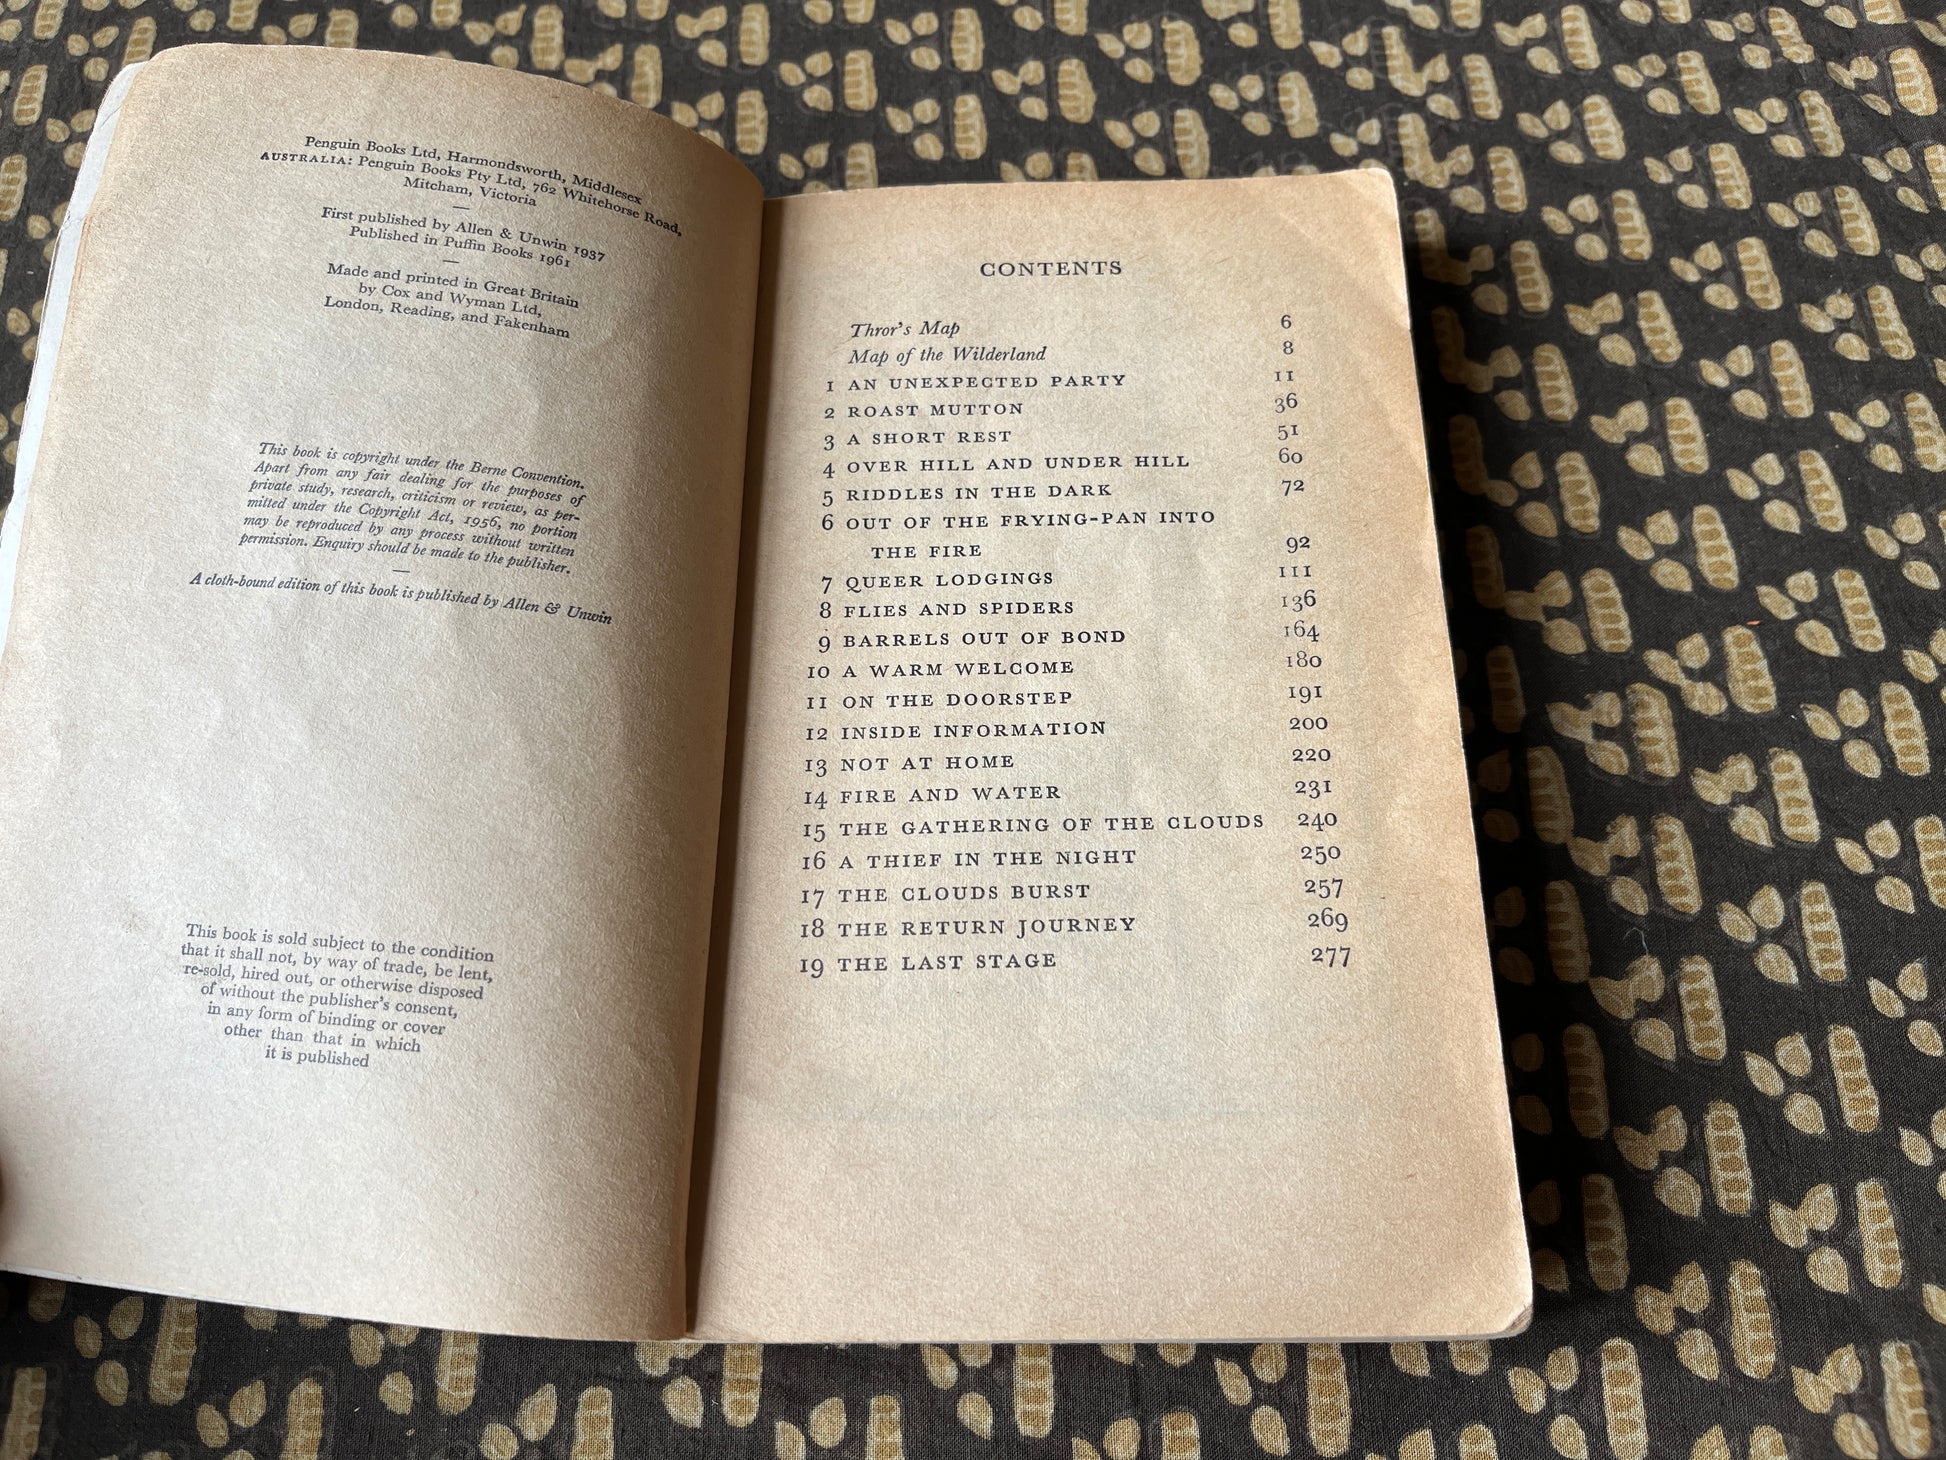 Penguin Books Ltd, Harmondsworth, Middlesex
AUSTRALIA: Penguin Books Pty Ltd, 762 Whitehorse Road,
Mitcham, Victoria
—
First published by Allen & Unwin 1937
Published in Puffin Books 1961
—
Made and printed in Great Britain
by Cox and Wyman Ltd,
London, Reading, and Fakenham
This book is copyright under the Berne Convention.
Apart from any fair dealing for the purposes of
private study, research, criticism or review, as per-
mitted under the Copyright Act, 1956, no portion
may be reproduced by any process without written
permission. Enquiry should be made to the publisher.
—
A cloth-bound edition of this book is published by Allen & Unwin
This book is sold subject to the condition
that it shall not, by way of trade, be lent,
re-sold, hired out, or otherwise disposed
of without the publisher's consent,
in any form of binding or cover
other than that in which
it is published
CONTENTS
Thror's Map 6
Map of the Wilderland 8
1 AN UNEXPECTED PARTY 11
2 ROAST MUTTON 36
3 A SHORT REST 51
4 OVER HILL AND UNDER HILL 60
5 RIDDLES IN THE DARK 72
6 OUT OF THE FRYING-PAN INTO
THE FIRE 92
7 QUEER LODGINGS 111
8 FLIES AND SPIDERS 136
9 BARRELS OUT OF BOND 164
10 A WARM WELCOME 180
11 ON THE DOORSTEP 191
12 INSIDE INFORMATION 200
13 NOT AT HOME 220
14 FIRE AND WATER 231
15 THE GATHERING OF THE CLOUDS 240
16 A THIEF IN THE NIGHT 250
17 THE CLOUDS BURST 257
18 THE RETURN JOURNEY 269
19 THE LAST STAGE 277